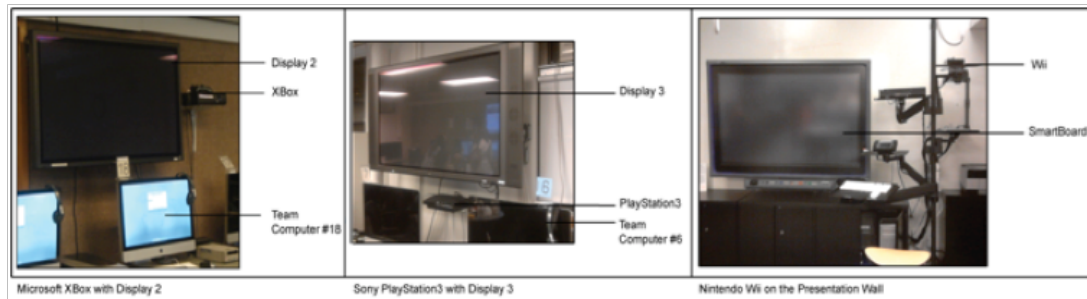 Display 2
XBox
Team
Computer #18
Display 3
PlayStation3
Team
Computer #6
Wii
SmartBoard
Microsoft XBox with Display 2
Sony PlayStation3 with Display 3
Nintendo Wii on the Presentation Wall